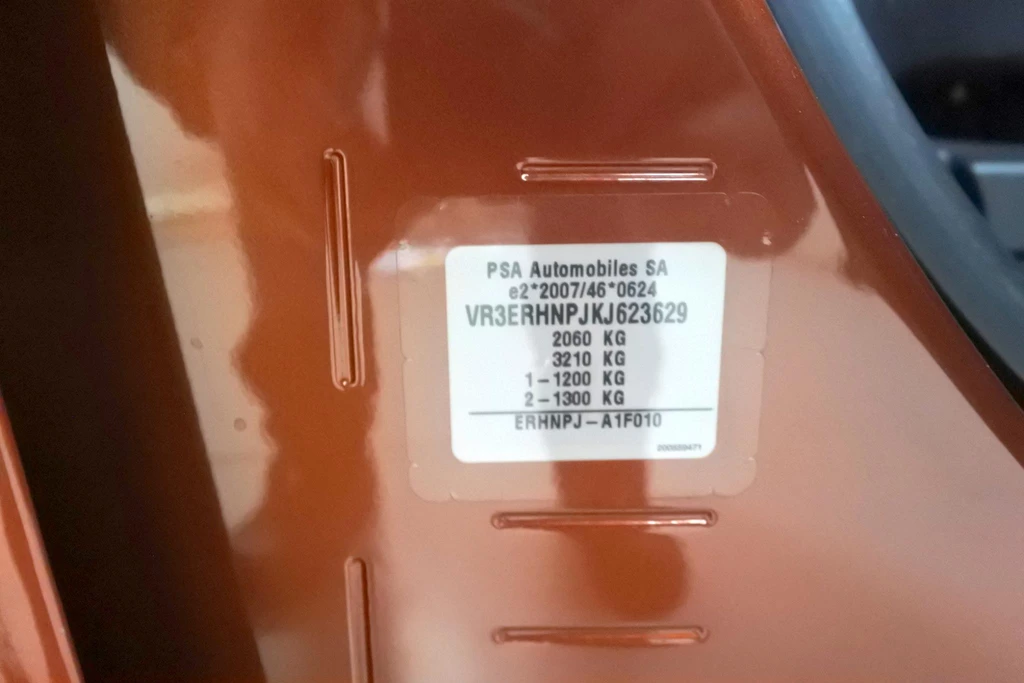 PSA Automobiles SA
e2*2007/46*0624
VR3ERHNPJKJ623629
2060 KG
3210 KG
1-1200 KG
2-1300 KG
ERHNPJ-A1F010